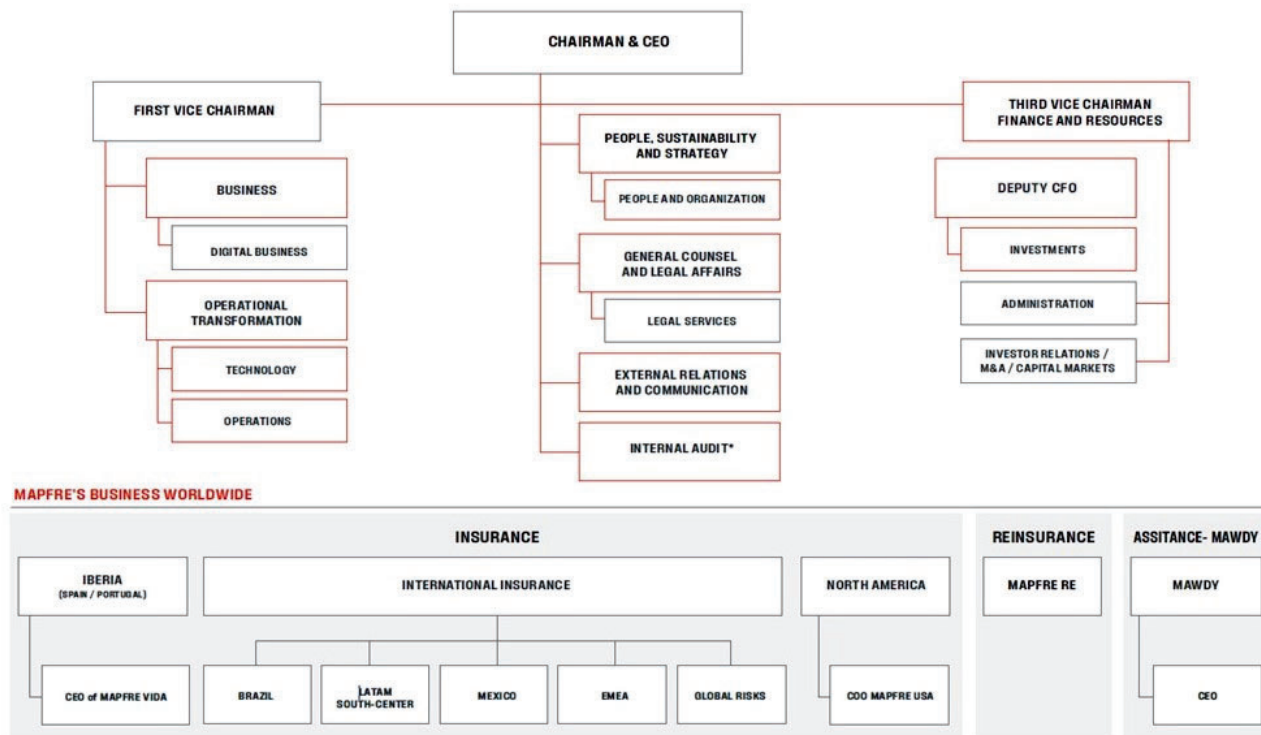 CHAIRMAN & CEO
FIRST VICE CHAIRMAN
THIRD VICE CHAIRMAN
FINANCE AND RESOURCES
BUSINESS
DIGITAL BUSINESS
OPERATIONAL
TRANSFORMATION
TECHNOLOGY
OPERATIONS
PEOPLE, SUSTAINABILITY
AND STRATEGY
PEOPLE AND ORGANIZATION
GENERAL COUNSEL
AND LEGAL AFFAIRS
LEGAL SERVICES
EXTERNAL RELATIONS
AND COMMUNICATION
INTERNAL AUDIT*
DEPUTY CFO
INVESTMENTS
ADMINISTRATION
INVESTOR RELATIONS /
M&A / CAPITAL MARKETS
MAPFRE'S BUSINESS WORLDWIDE
INSURANCE
IBERIA
(SPAIN / PORTUGAL)
CEO of MAPFRE VIDA
INTERNATIONAL INSURANCE
BRAZIL
LATAM
SOUTH-CENTER
MEXICO
EMEA
GLOBAL RISKS
NORTH AMERICA
COO MAPFRE USA
REINSURANCE
MAPFRE RE
ASSITANCE- MAWDY
MAWDY
CEO